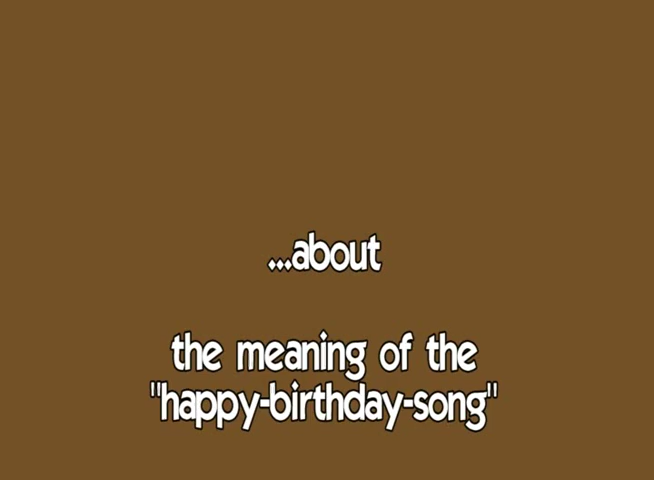 ...about
the meaning of the
"happy-birthday-song"